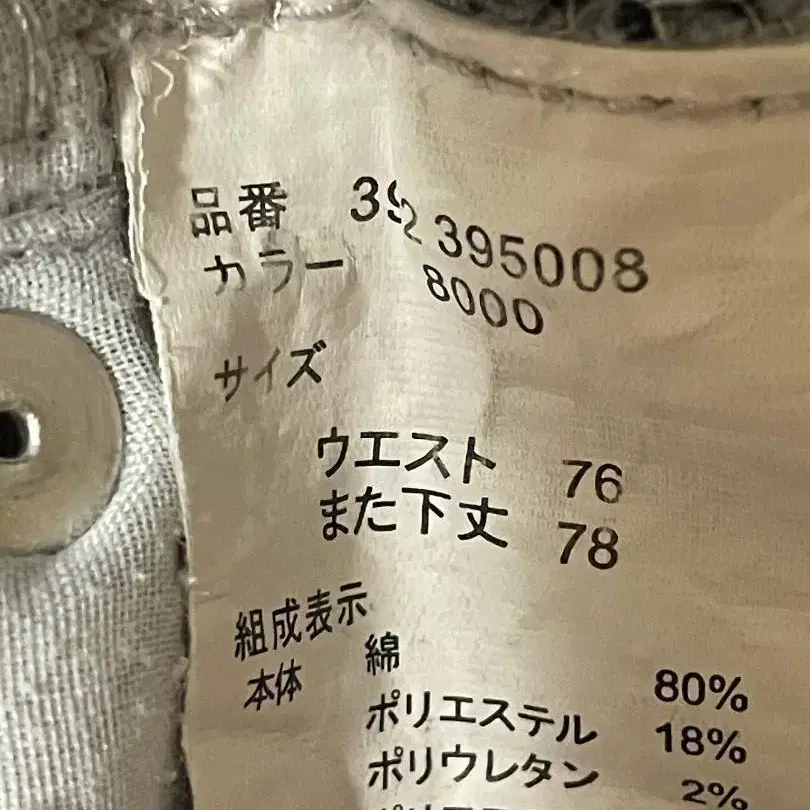 品番 392395008
カラー 8000
サイズ
ウエスト 76
また下丈 78
組成表示
本体 綿 80%
ポリエステル 18%
ポリウレタン 2%